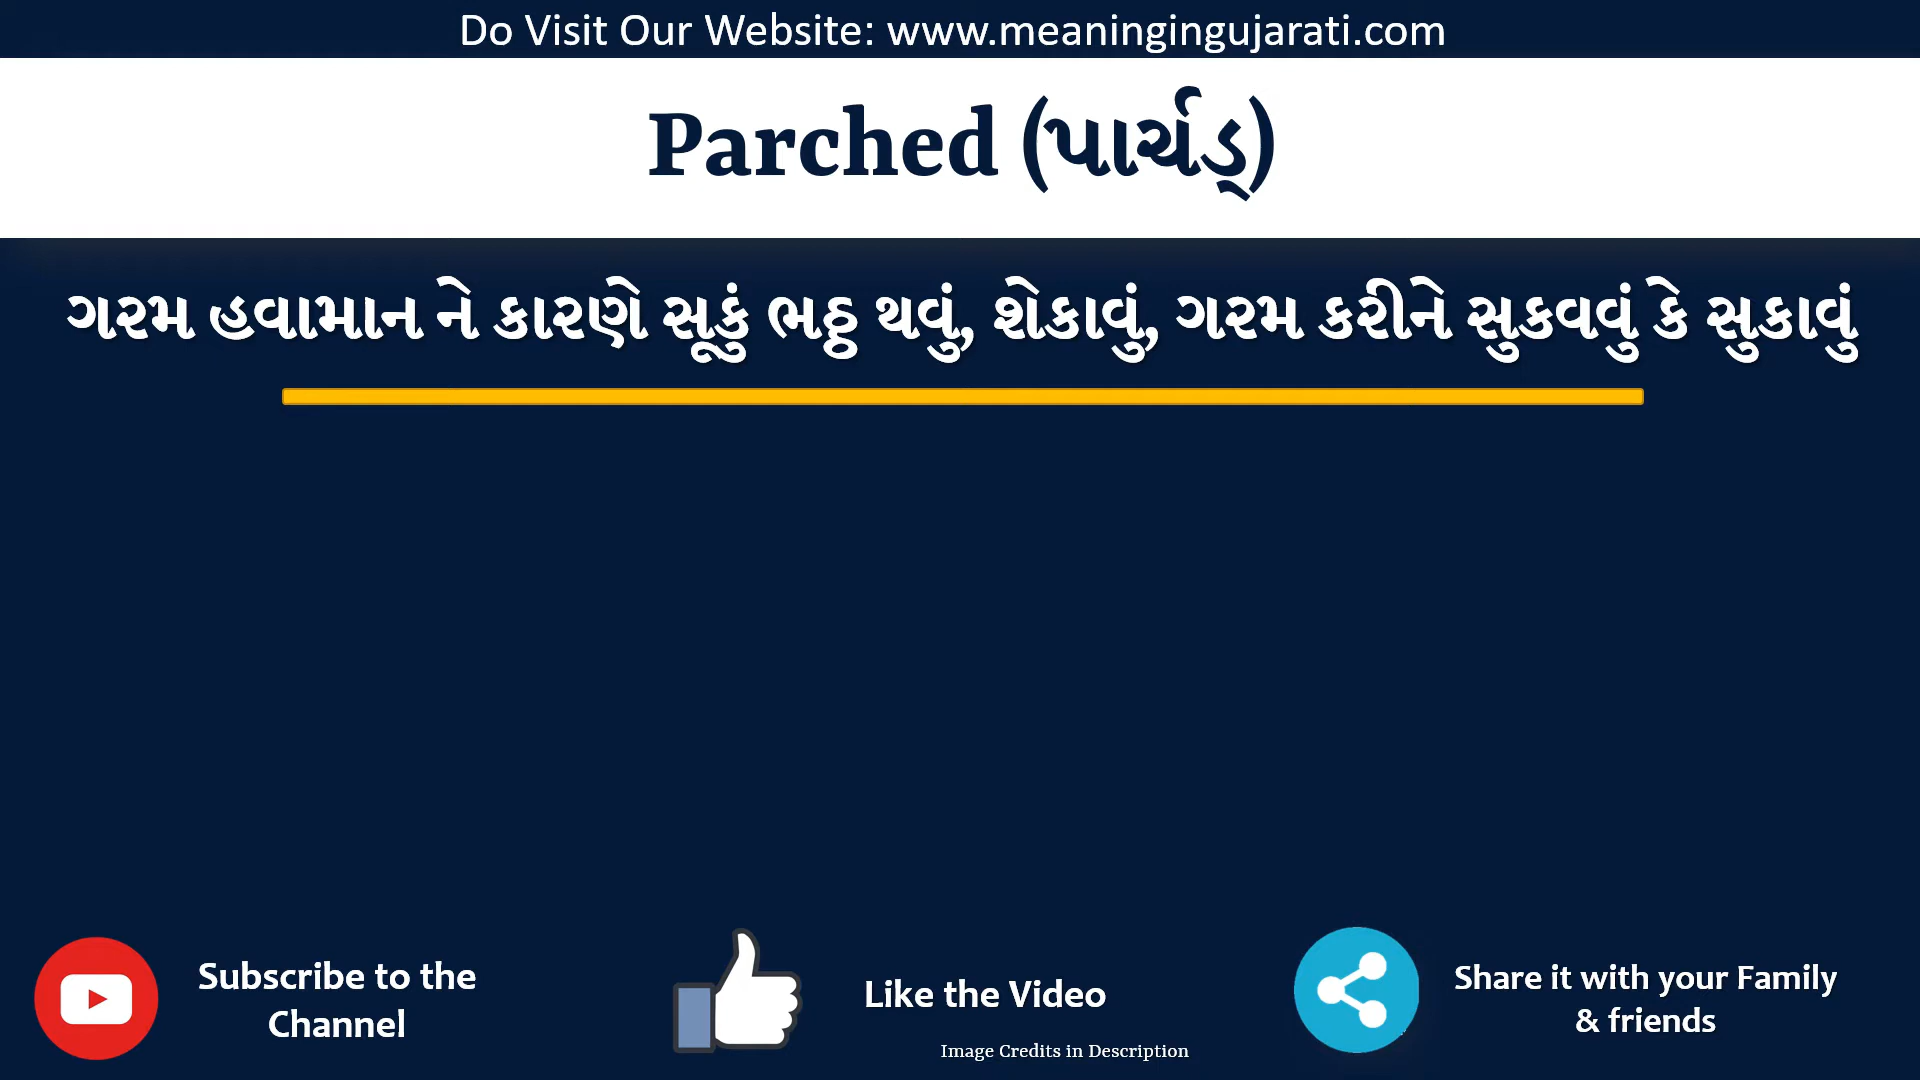 Do Visit Our Website: www.meaningingujarati.com
Parched (પાર્ચડ્)
ગરમ હવામાન ને કારણે સૂકું ભઠ્ઠ થવું, શેકાવું, ગરમ કરીને સુકવવું કે સુકાવું
Subscribe to the
Channel
Like the Video
Share it with your Family
& friends
Image Credits in Description